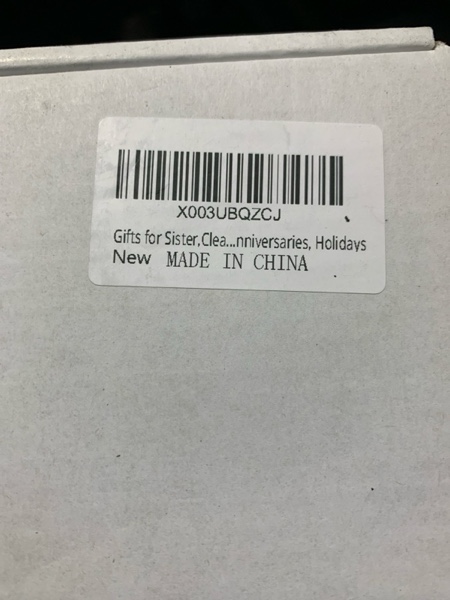 X003UBQZCJ
Gifts for Sister,Clea...nniversaries, Holidays
New MADE IN CHINA